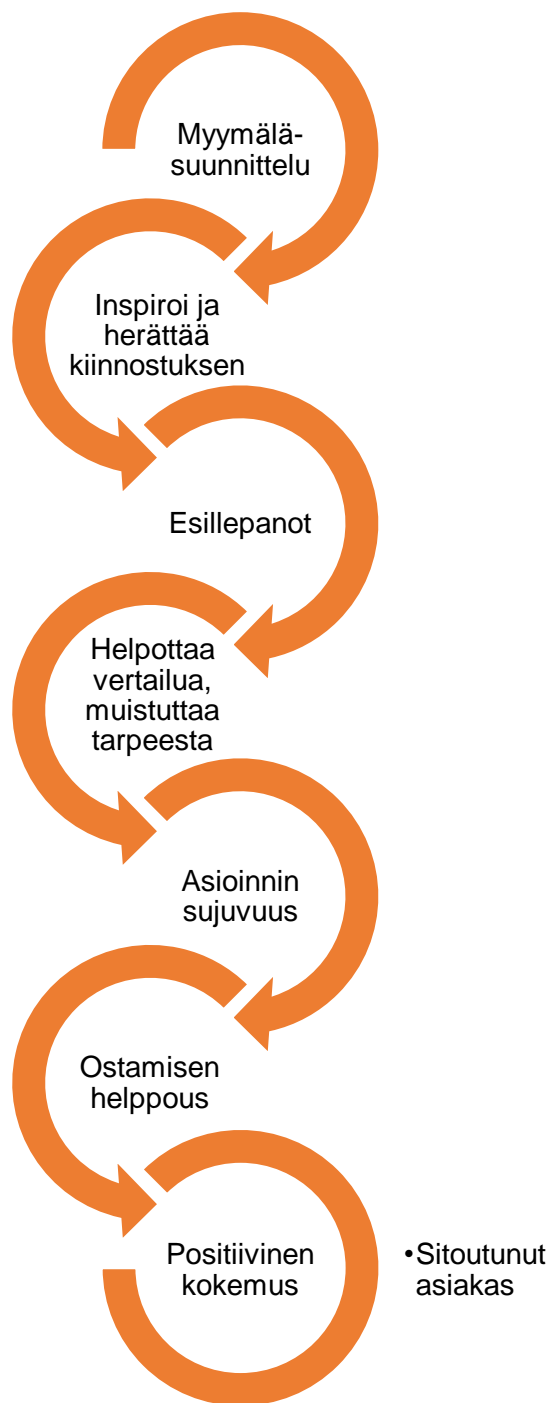 Myymälä-
suunnittelu
Inspiroi ja
herättää
kiinnostuksen
Esillepanot
Helpottaa
vertailua,
muistuttaa
tarpeesta
Asioinnin
sujuvuus
Ostamisen
helppous
Positiivinen
kokemus
•Sitoutunut
asiakas